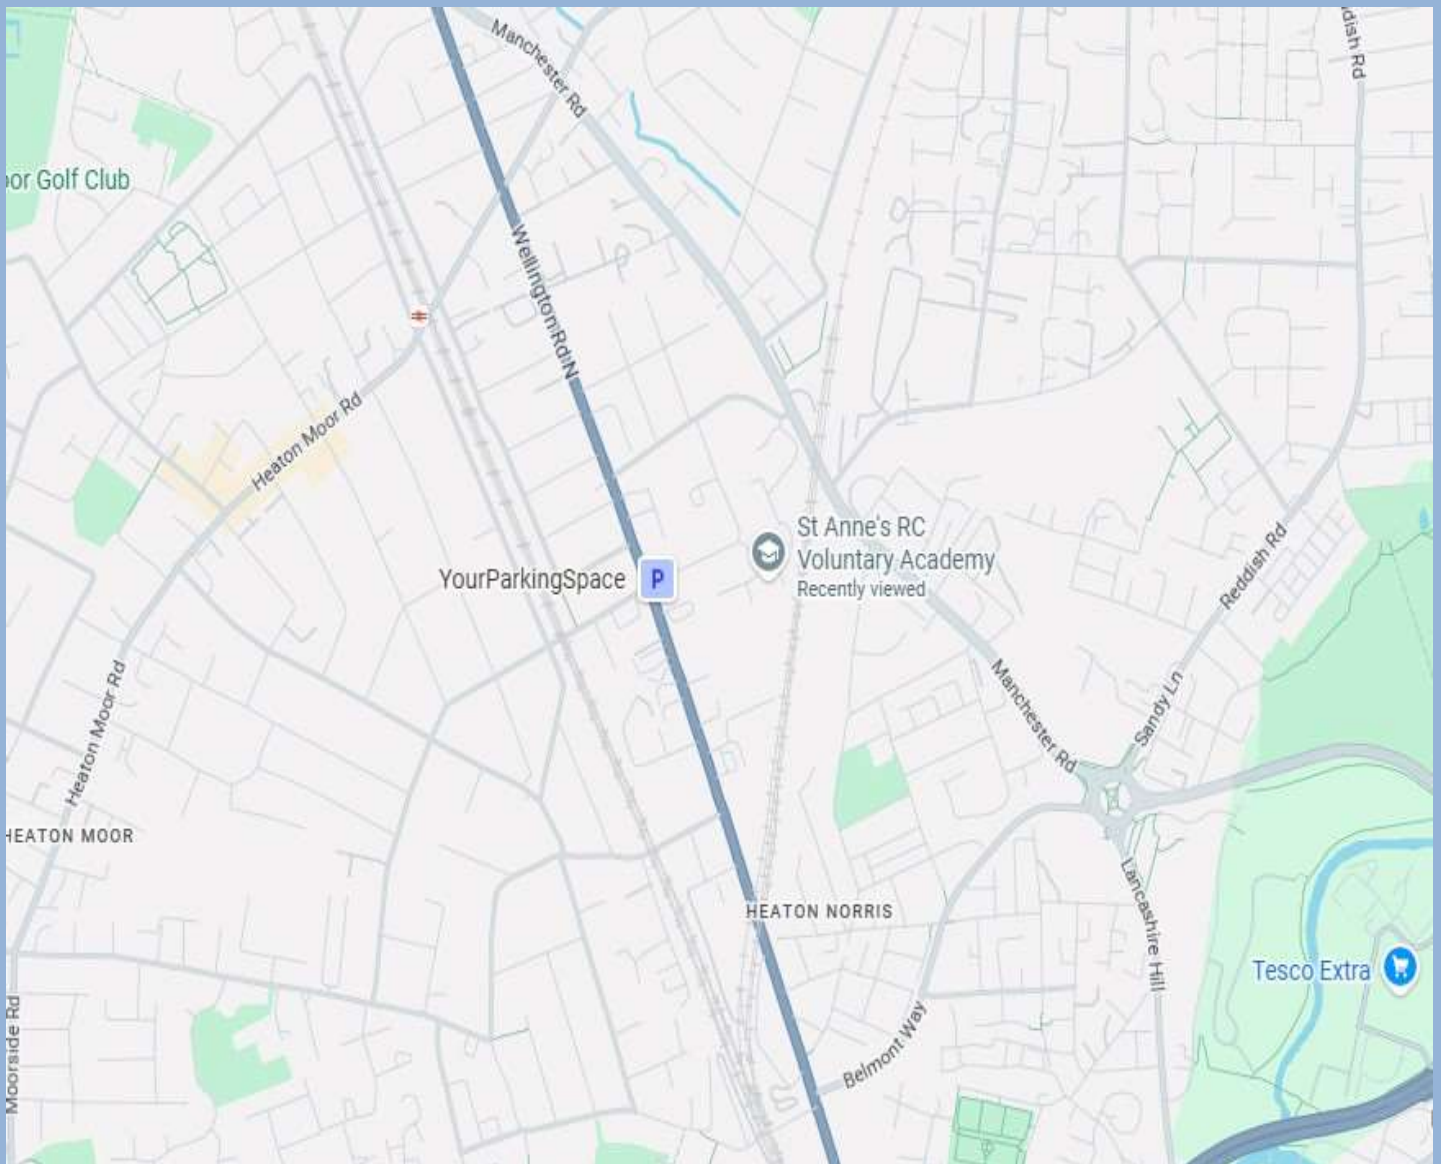 Manchester Rd
dish Rd
or Golf Club
Wellington Rd N
Heaton Moor Rd
St Anne's RC
Voluntary Academy
Recently viewed
YourParkingSpace
P
Reddish Rd
Heaton Moor Rd
Manchester Rd
Sandy Ln
HEATON MOOR
HEATON NORRIS
Lancashire Hill
Tesco Extra
Moorside Rd
Belmont Way